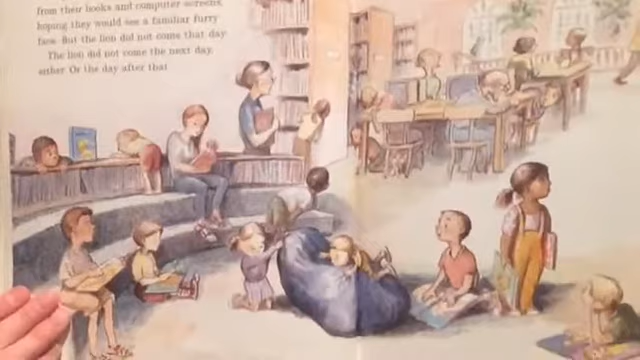 from their books and computer screens,
hoping they would see a familiar furry
face. But the lion did not come that day.
The lion did not come the next day,
either. Or the day after that.